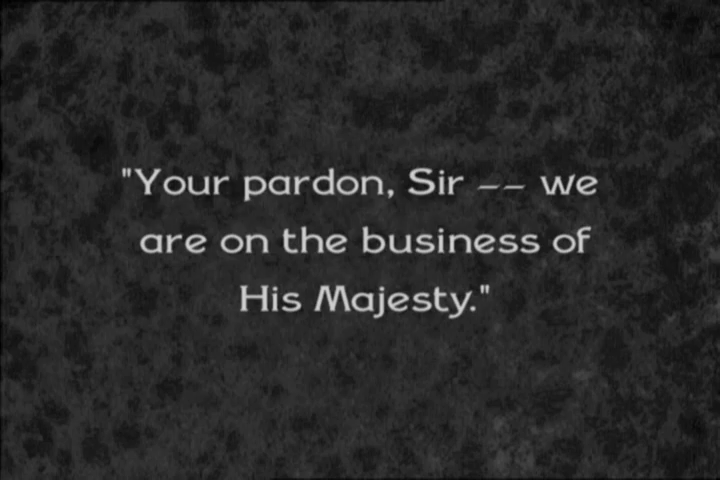 "Your pardon, Sir -- we
are on the business of
His Majesty."